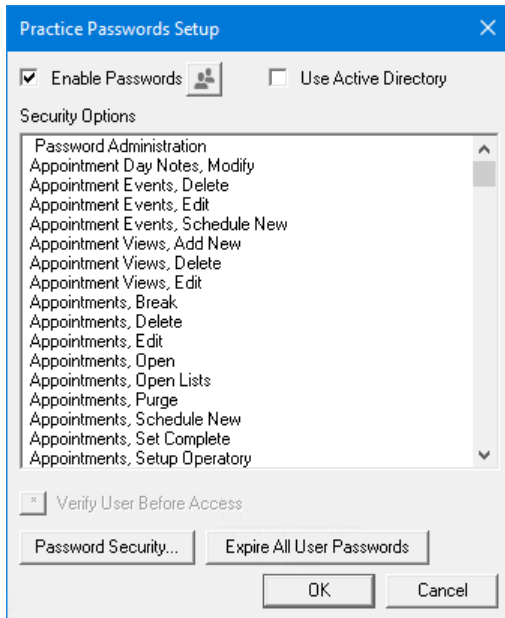 Practice Passwords Setup
Enable Passwords
Use Active Directory
Security Options
Password Administration
Appointment Day Notes, Modify
Appointment Events, Delete
Appointment Events, Edit
Appointment Events, Schedule New
Appointment Views, Add New
Appointment Views, Delete
Appointment Views, Edit
Appointments, Break
Appointments, Delete
Appointments, Edit
Appointments, Open
Appointments, Open Lists
Appointments, Purge
Appointments, Schedule New
Appointments, Set Complete
Appointments, Setup Operatory
* Verify User Before Access
Password Security... Expire All User Passwords
OK Cancel